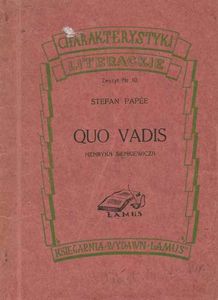 CHARAKTERYSTYKI
LITERACKIE
Zeszyt Nr. 10.
STEFAN PAPÉE
QUO VADIS
HENRYKA SIENKIEWICZA
LAMUS
KSIĘGARNIA-WYDAWN-"LAMUS"